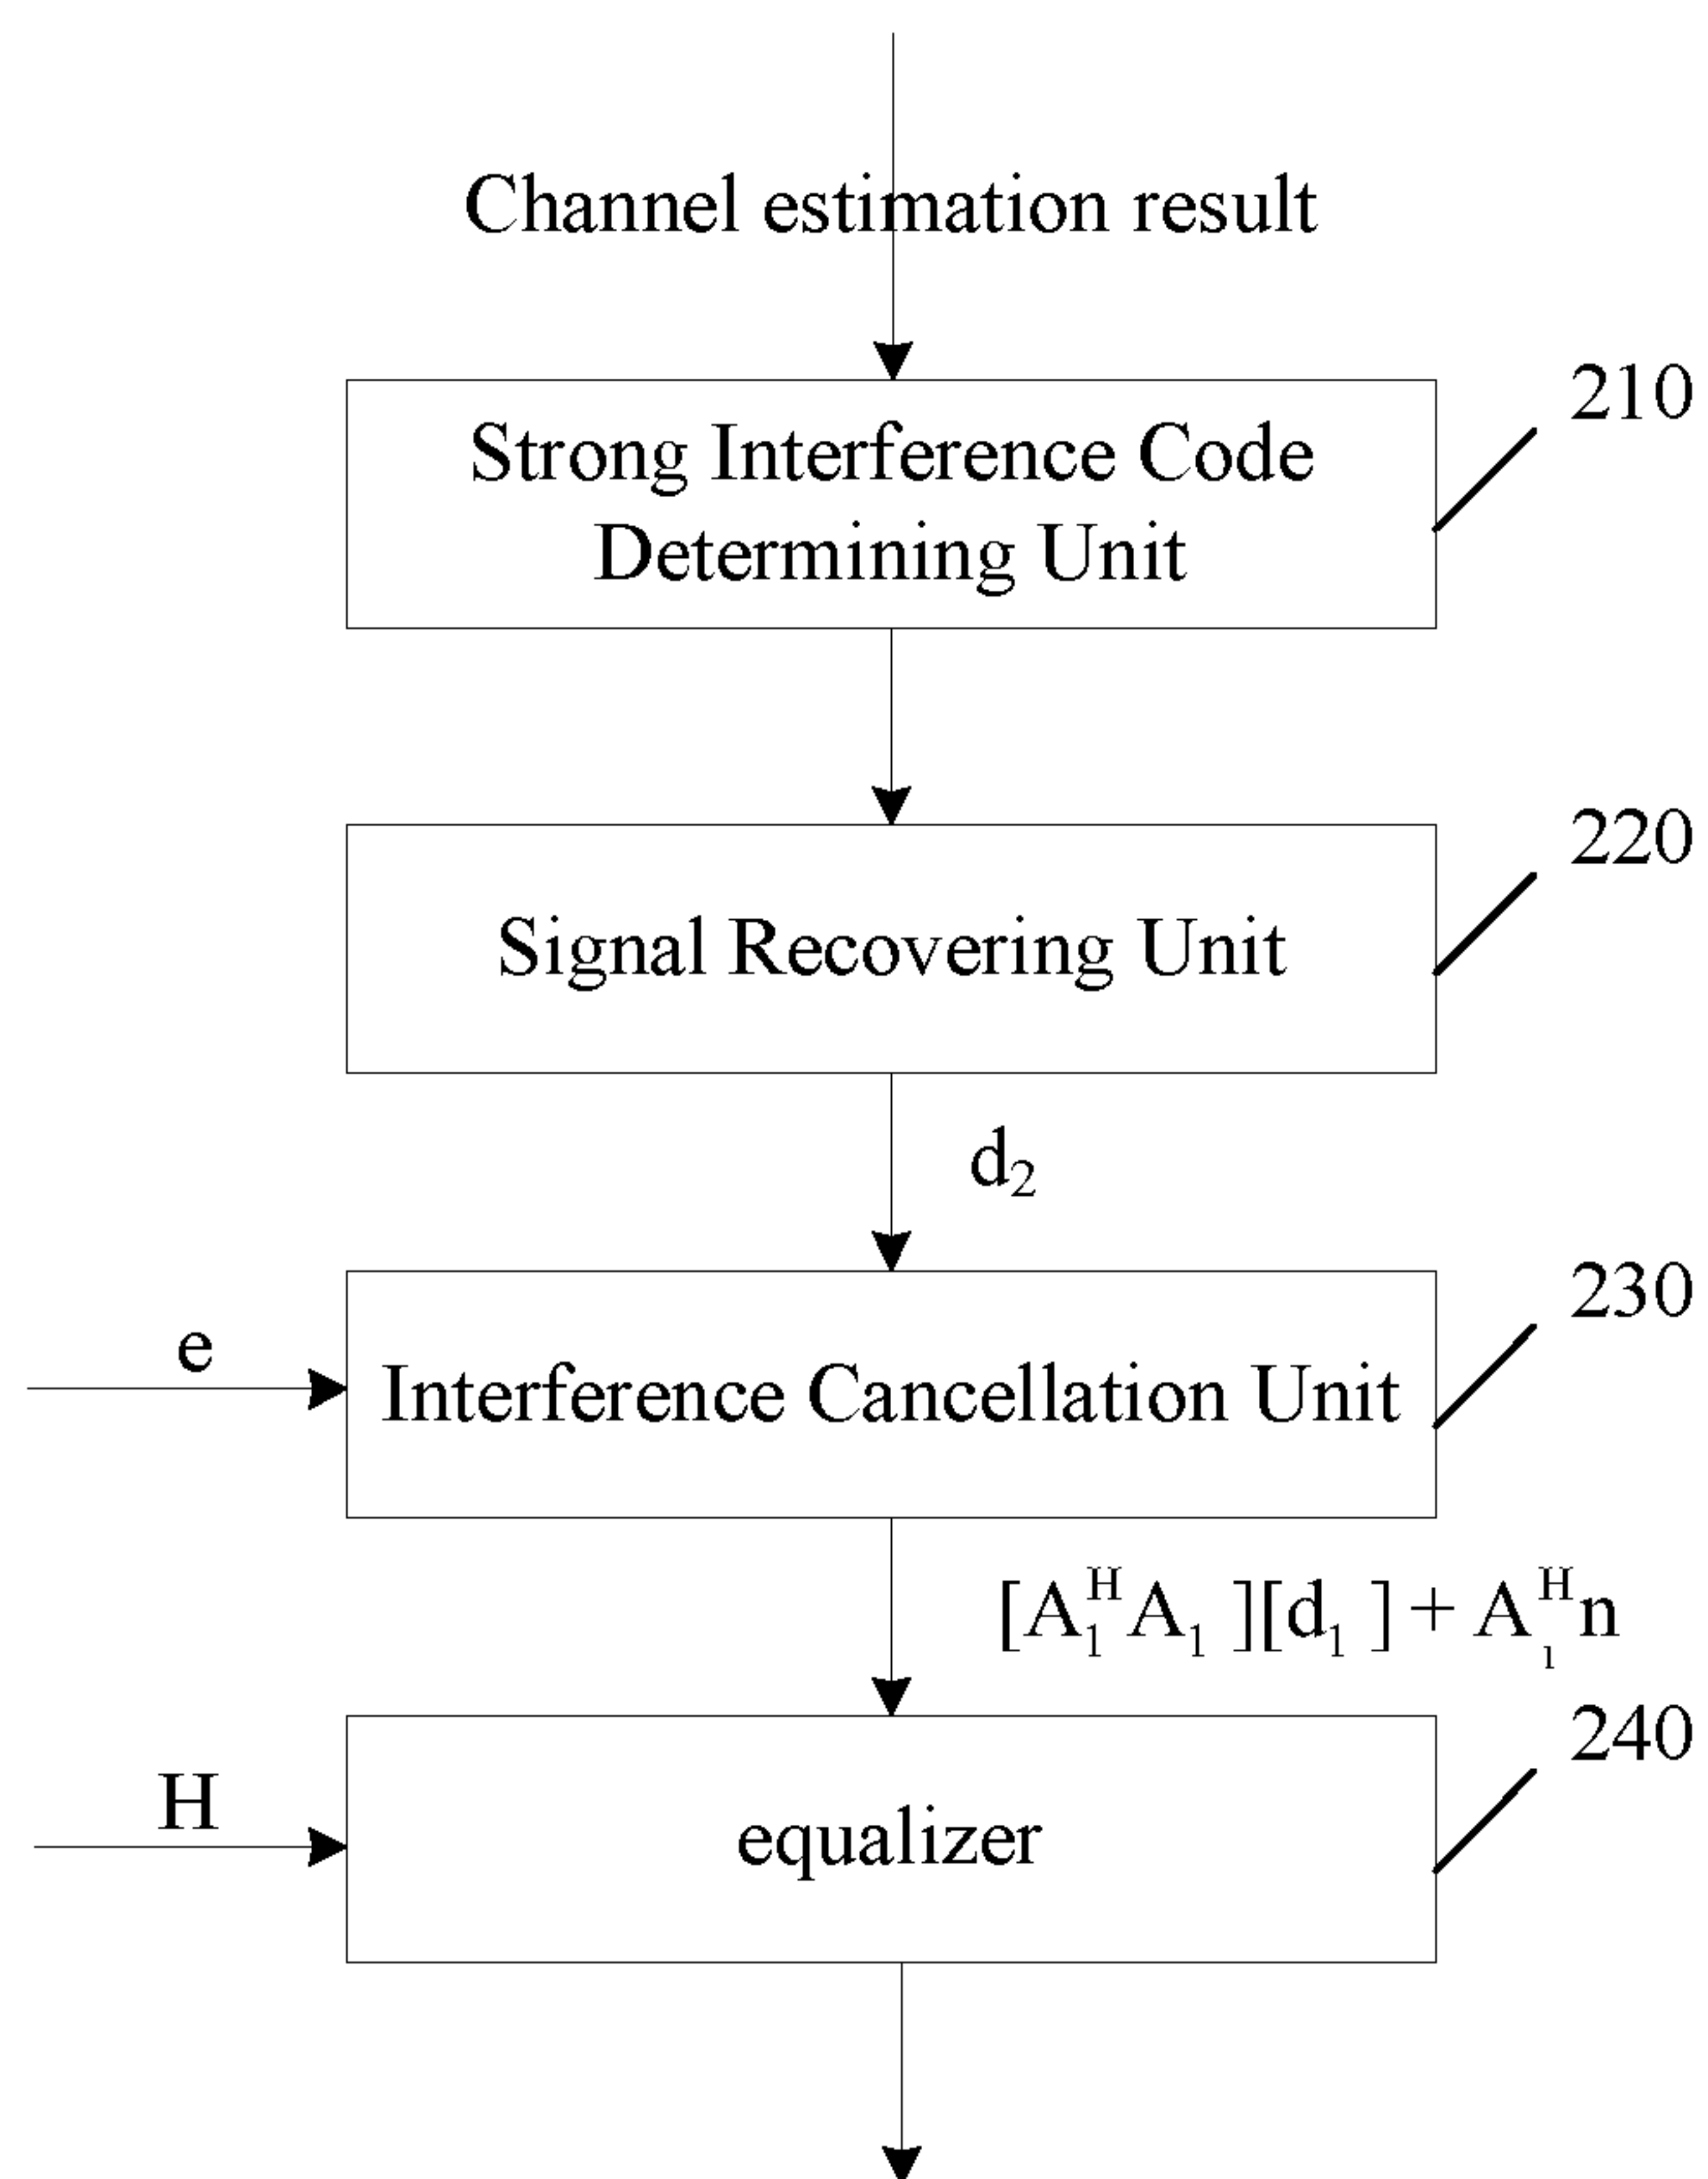 Channel estimation result
210
Strong Interference Code
Determining Unit
220
Signal Recovering Unit
d₂
230
e
Interference Cancellation Unit
[A₁ᴴA₁ ][d₁ ] + A₁ᴴn
240
H
equalizer